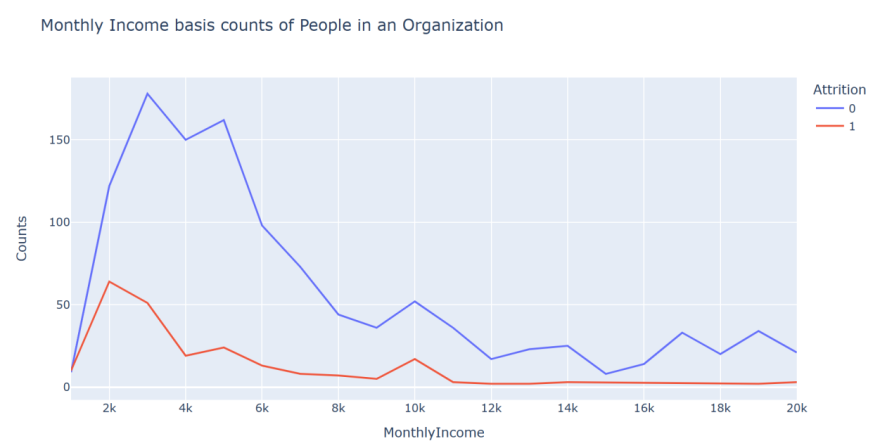 Monthly Income basis counts of People in an Organization
Attrition
0
1
Counts
150
100
50
0
2k 4k 6k 8k 10k 12k 14k 16k 18k 20k
MonthlyIncome